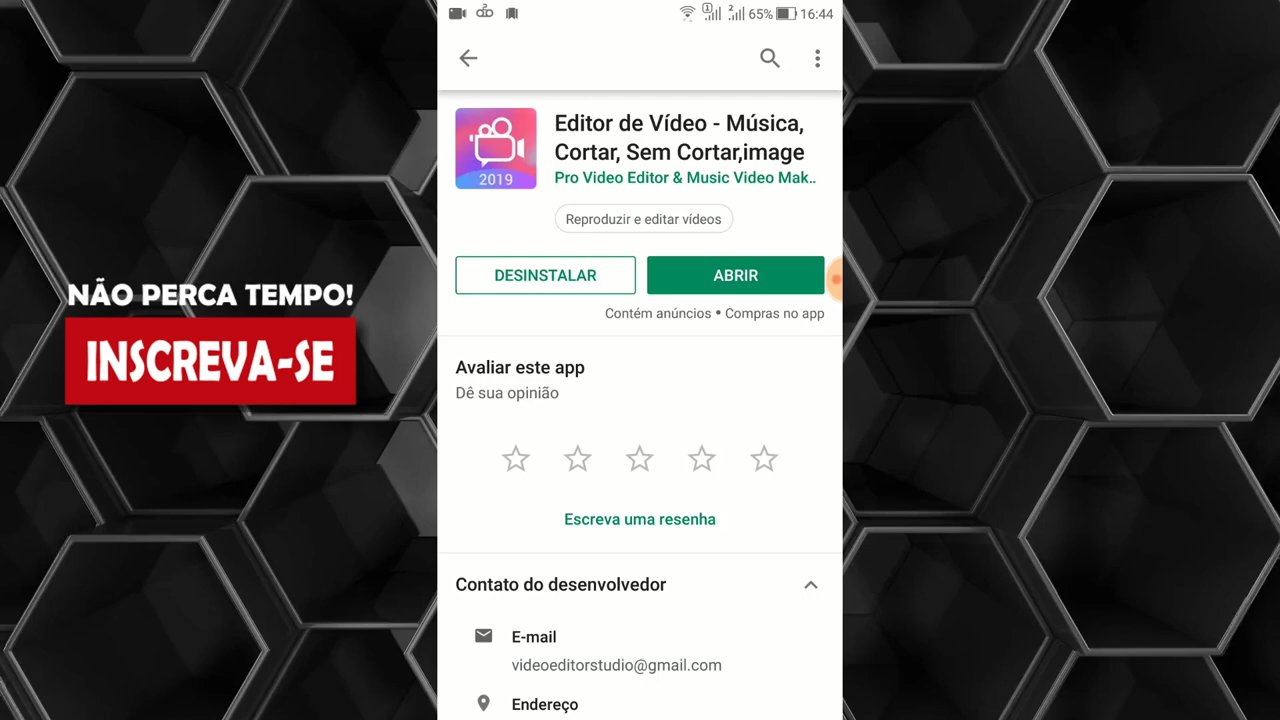 1
2
65%
16:44
Editor de Vídeo - Música,
Cortar, Sem Cortar,image
Pro Video Editor & Music Video Mak..
2019
Reproduzir e editar vídeos
DESINSTALAR
ABRIR
Contém anúncios • Compras no app
NÃO PERCA TEMPO!
INSCREVA-SE
Avaliar este app
Dê sua opinião
Escreva uma resenha
Contato do desenvolvedor
E-mail
videoeditorstudio@gmail.com
Endereço